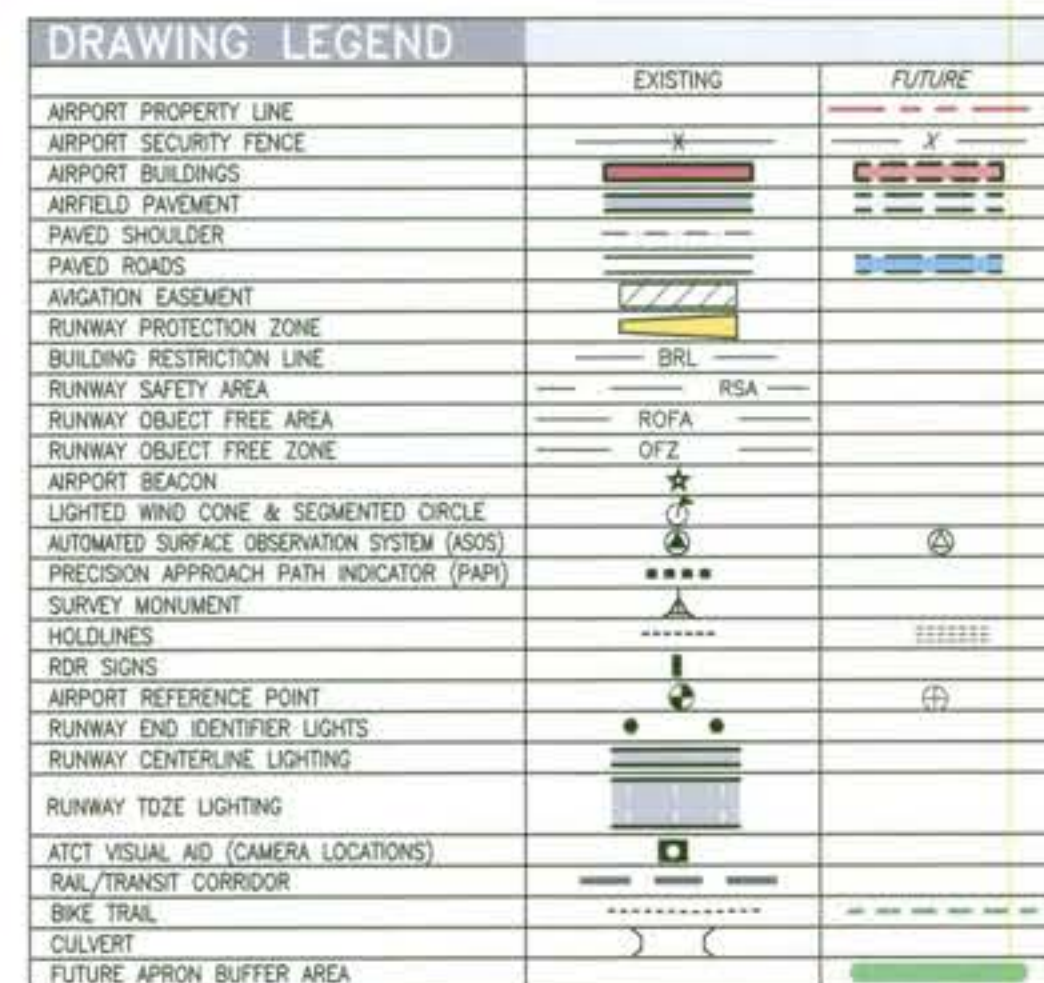 DRAWING LEGEND
EXISTING FUTURE
AIRPORT PROPERTY LINE
AIRPORT SECURITY FENCE X X
AIRPORT BUILDINGS
AIRFIELD PAVEMENT
PAVED SHOULDER
PAVED ROADS
AVIGATION EASEMENT
RUNWAY PROTECTION ZONE
BUILDING RESTRICTION LINE BRL
RUNWAY SAFETY AREA RSA
RUNWAY OBJECT FREE AREA ROFA
RUNWAY OBJECT FREE ZONE OFZ
AIRPORT BEACON
LIGHTED WIND CONE & SEGMENTED CIRCLE
AUTOMATED SURFACE OBSERVATION SYSTEM (ASOS)
PRECISION APPROACH PATH INDICATOR (PAPI)
SURVEY MONUMENT
HOLDLINES
RDR SIGNS
AIRPORT REFERENCE POINT
RUNWAY END IDENTIFIER LIGHTS
RUNWAY CENTERLINE LIGHTING
RUNWAY TDZE LIGHTING
ATCT VISUAL AID (CAMERA LOCATIONS)
RAIL/TRANSIT CORRIDOR
BIKE TRAIL
CULVERT
FUTURE APRON BUFFER AREA